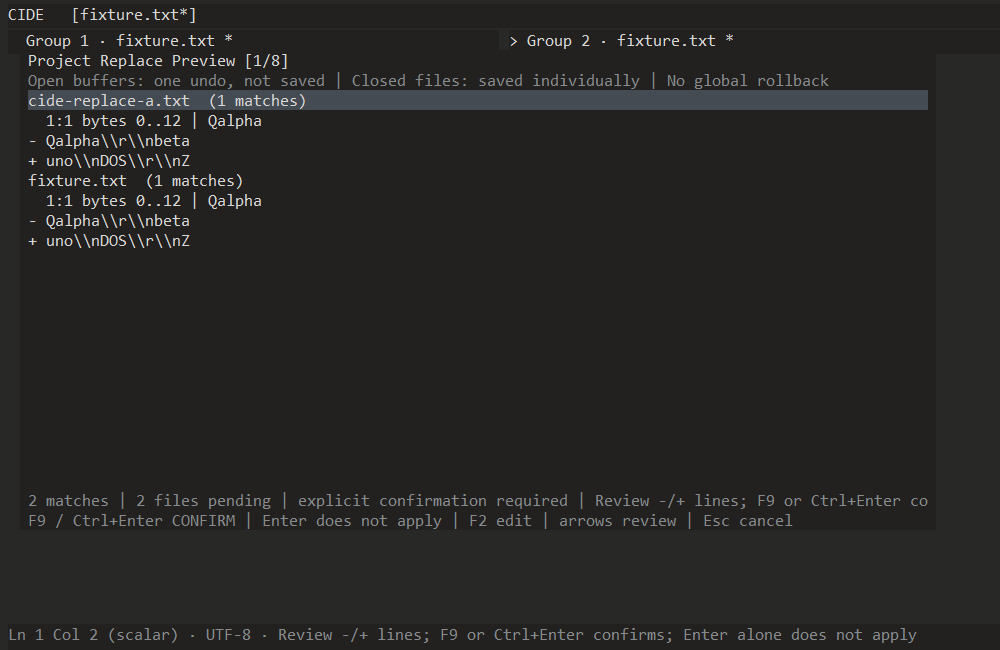 CIDE [fixture.txt*]
Group 1 · fixture.txt *
> Group 2 · fixture.txt *
Project Replace Preview [1/8]
Open buffers: one undo, not saved | Closed files: saved individually | No global rollback
cide-replace-a.txt (1 matches)
1:1 bytes 0..12 | Qalpha
- Qalpha\\r\\nbeta
+ uno\\nDOS\\r\\nZ
fixture.txt (1 matches)
1:1 bytes 0..12 | Qalpha
- Qalpha\\r\\nbeta
+ uno\\nDOS\\r\\nZ
2 matches | 2 files pending | explicit confirmation required | Review -/+ lines; F9 or Ctrl+Enter co
F9 / Ctrl+Enter CONFIRM | Enter does not apply | F2 edit | arrows review | Esc cancel
Ln 1 Col 2 (scalar) · UTF-8 · Review -/+ lines; F9 or Ctrl+Enter confirms; Enter alone does not apply